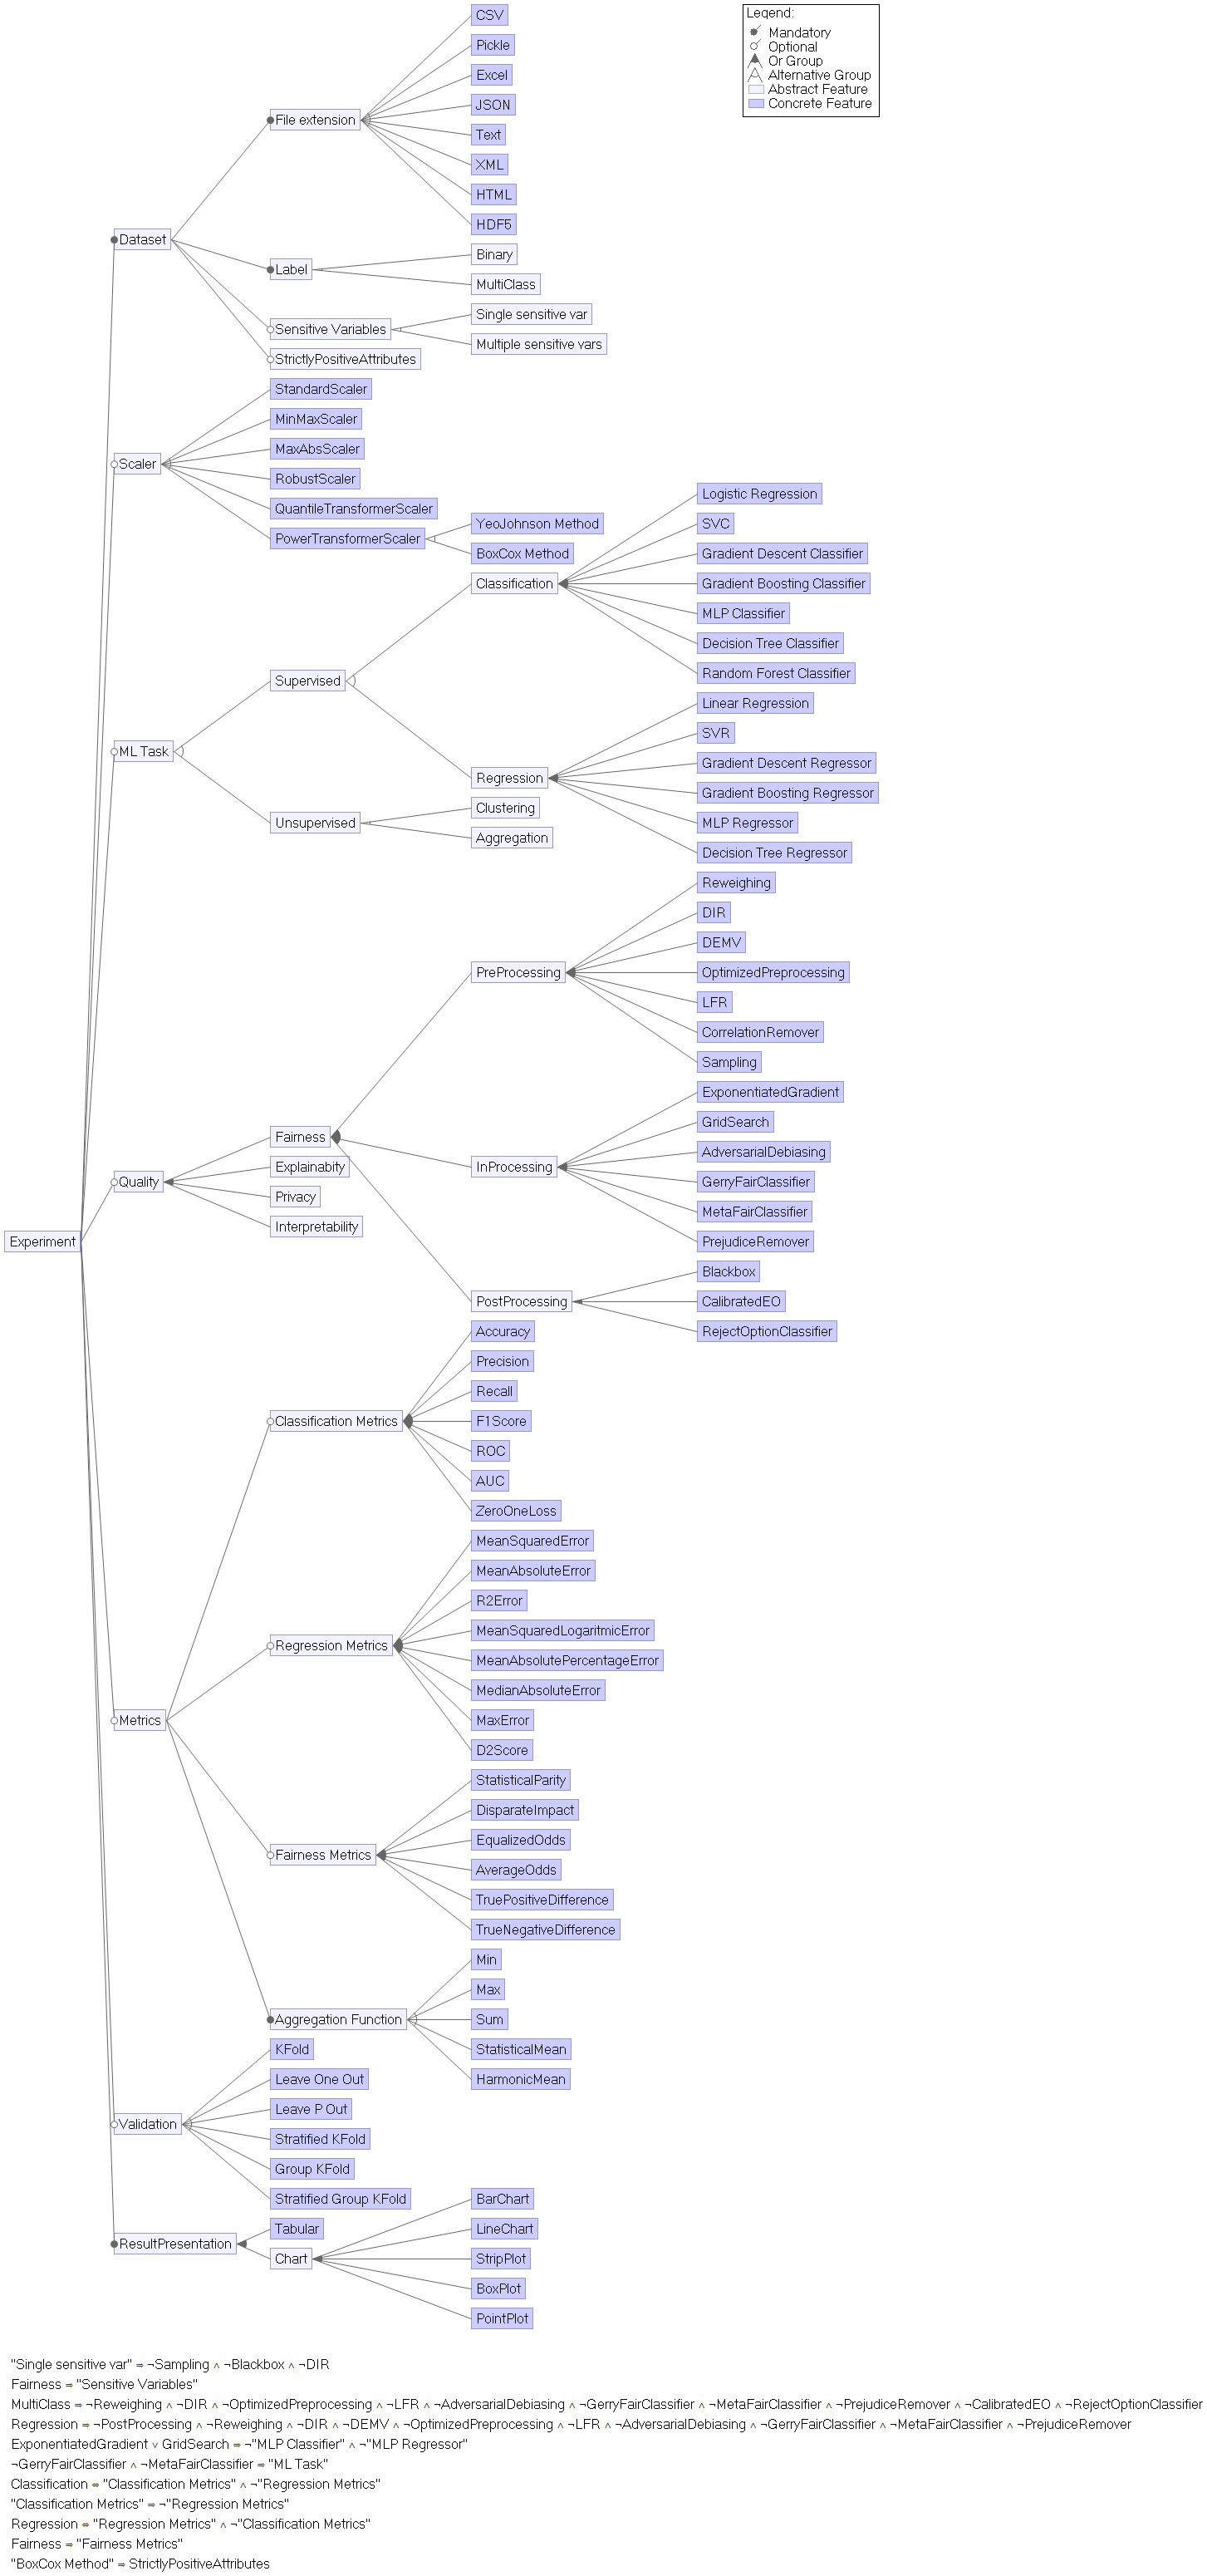 Legend:
Mandatory
Optional
Or Group
Alternative Group
Abstract Feature
Concrete Feature
CSV
Pickle
Excel
JSON
File extension
Text
XML
HTML
HDF5
Dataset
Binary
Label
MultiClass
Single sensitive var
Sensitive Variables
Multiple sensitive vars
StrictlyPositiveAttributes
StandardScaler
MinMaxScaler
MaxAbsScaler
Scaler
RobustScaler
QuantileTransformerScaler
PowerTransformerScaler
YeoJohnson Method
BoxCox Method
Logistic Regression
SVC
Gradient Descent Classifier
Classification
Gradient Boosting Classifier
MLP Classifier
Decision Tree Classifier
Random Forest Classifier
Supervised
Linear Regression
SVR
ML Task
Gradient Descent Regressor
Regression
Gradient Boosting Regressor
Clustering
Unsupervised
MLP Regressor
Aggregation
Decision Tree Regressor
Reweighing
DIR
DEMV
PreProcessing
OptimizedPreprocessing
LFR
CorrelationRemover
Sampling
ExponentiatedGradient
GridSearch
Fairness
AdversarialDebiasing
Explainabity
InProcessing
Quality
GerryFairClassifier
Privacy
MetaFairClassifier
Interpretability
PrejudiceRemover
Experiment
Blackbox
PostProcessing
CalibratedEO
RejectOptionClassifier
Accuracy
Precision
Recall
Classification Metrics
F1Score
ROC
AUC
ZeroOneLoss
MeanSquaredError
MeanAbsoluteError
R2Error
Regression Metrics
MeanSquaredLogaritmicError
MeanAbsolutePercentageError
MedianAbsoluteError
Metrics
MaxError
D2Score
StatisticalParity
DisparateImpact
EqualizedOdds
Fairness Metrics
AverageOdds
TruePositiveDifference
TrueNegativeDifference
Min
Max
Aggregation Function
Sum
StatisticalMean
HarmonicMean
KFold
Leave One Out
Leave P Out
Validation
Stratified KFold
Group KFold
Stratified Group KFold
BarChart
Tabular
LineChart
ResultPresentation
Chart
StripPlot
BoxPlot
PointPlot
"Single sensitive var" ⇒ ¬Sampling ∧ ¬Blackbox ∧ ¬DIR
Fairness ⇒ "Sensitive Variables"
MultiClass ⇒ ¬Reweighing ∧ ¬DIR ∧ ¬OptimizedPreprocessing ∧ ¬LFR ∧ ¬AdversarialDebiasing ∧ ¬GerryFairClassifier ∧ ¬MetaFairClassifier ∧ ¬PrejudiceRemover ∧ ¬CalibratedEO ∧ ¬RejectOptionClassifier
Regression ⇒ ¬PostProcessing ∧ ¬Reweighing ∧ ¬DIR ∧ ¬DEMV ∧ ¬OptimizedPreprocessing ∧ ¬LFR ∧ ¬AdversarialDebiasing ∧ ¬GerryFairClassifier ∧ ¬MetaFairClassifier ∧ ¬PrejudiceRemover
ExponentiatedGradient ∨ GridSearch ⇒ ¬"MLP Classifier" ∧ ¬"MLP Regressor"
¬GerryFairClassifier ∧ ¬MetaFairClassifier ⇒ "ML Task"
Classification ⇔ "Classification Metrics" ∧ ¬"Regression Metrics"
"Classification Metrics" ⇒ ¬"Regression Metrics"
Regression ⇔ "Regression Metrics" ∧ ¬"Classification Metrics"
Fairness ⇒ "Fairness Metrics"
"BoxCox Method" ⇒ StrictlyPositiveAttributes